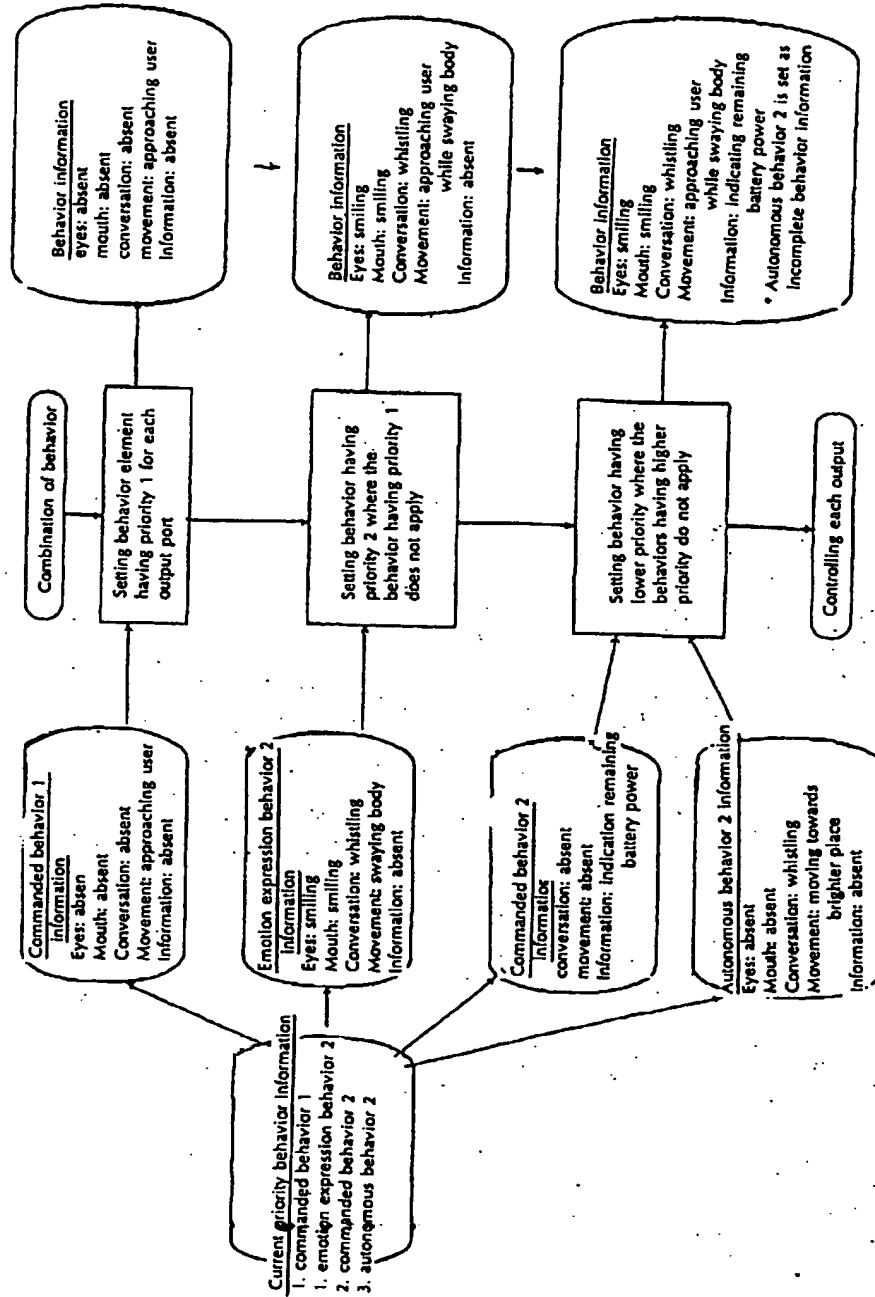 Current priority behavior Information
1. commanded behavior 1
1. emotion expression behavior 2
2. commanded behavior 2
3. autonomous behavior 2
Commanded behavior 1
information
Eyes: absen
Mouth: absent
Conversation: absent
Movement: approaching user
Information: absent
Emotion expression behavior 2
information
Eyes: smiling
Mouth: smiling
Conversation: whistling
Movement: swaying body
Information: absent
Commanded behavior 2
information
conversation: absent
movement: absent
Information: indication remaining
battery power
Autonomous behavior 2 information
Eyes: absent
Mouth: absent
Conversation: whistling
Movement: moving towards
brighter place
Information: absent
Combination of behavior
Setting behavior element
having priority 1 for each
output port
Setting behavior having
priority 2 where the
behavior having priority 1
does not apply
Setting behavior having
lower priority where the
behaviors having higher
priority do not apply
Controlling each output
Behavior information
eyes: absent
mouth: absent
conversation: absent
movement: approaching user
Information: absent
Behavior Information
Eyes: smiling
Mouth: smiling
Conversation: whistling
Movement: approaching user
while swaying body
Information: absent
Behavior Information
Eyes: smiling
Mouth: smiling
Conversation: whistling
Movement: approaching user
while swaying body
Information: Indicating remaining
battery power
* Autonomous behavior 2 is set as
Incomplete behavior information